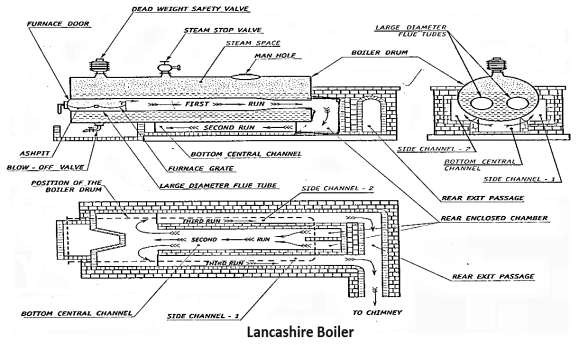 DEAD WEIGHT SAFETY VALVE
FURNACE DOOR
STEAM STOP VALVE
STEAM SPACE
MAN HOLE
LARGE DIAMETER
FLUE TUBES
BOILER DRUM
FIRST RUN
SECOND RUN
ASHPIT
BLOW-OFF VALVE
BOTTOM CENTRAL CHANNEL
FURNACE GRATE
LARGE DIAMETER FLUE TUBE
SIDE CHANNEL - 2
BOTTOM CENTRAL
CHANNEL
SIDE CHANNEL - 1
REAR EXIT PASSAGE
POSITION OF THE
BOILER DRUM
SIDE CHANNEL - 2
REAR ENCLOSED CHAMBER
THIRD RUN
SECOND RUN
THIRD RUN
REAR EXIT PASSAGE
BOTTOM CENTRAL CHANNEL
SIDE CHANNEL - 1
TO CHIMNEY
Lancashire Boiler